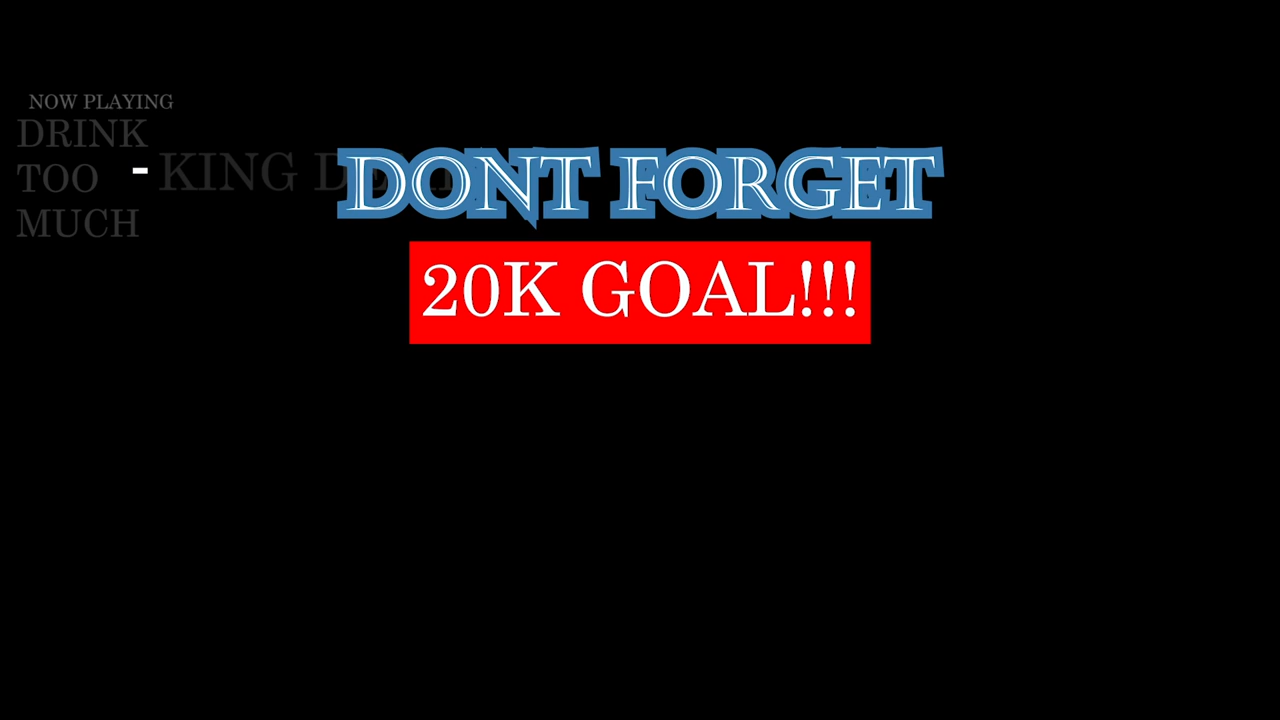 NOW PLAYING
DRINK
TOO
MUCH
- KING
DONT FORGET
20K GOAL!!!